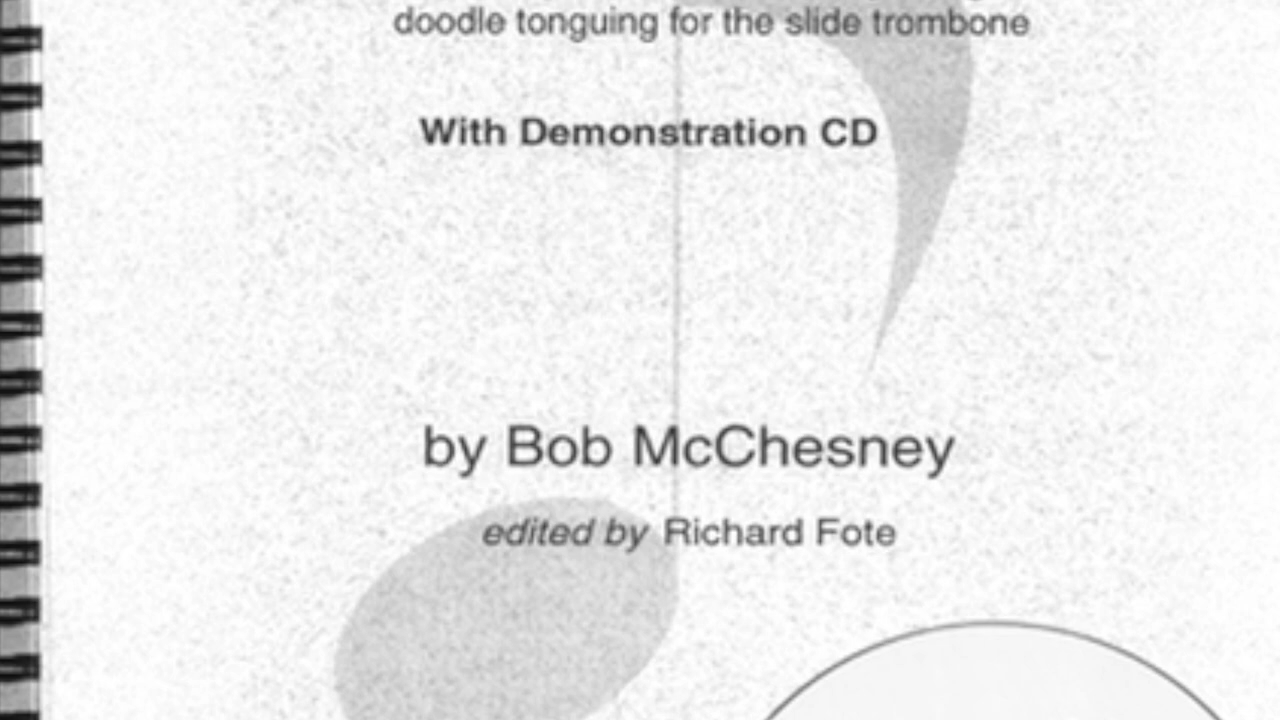 doodle tonguing for the slide trombone
With Demonstration CD
by Bob McChesney
edited by Richard Fote